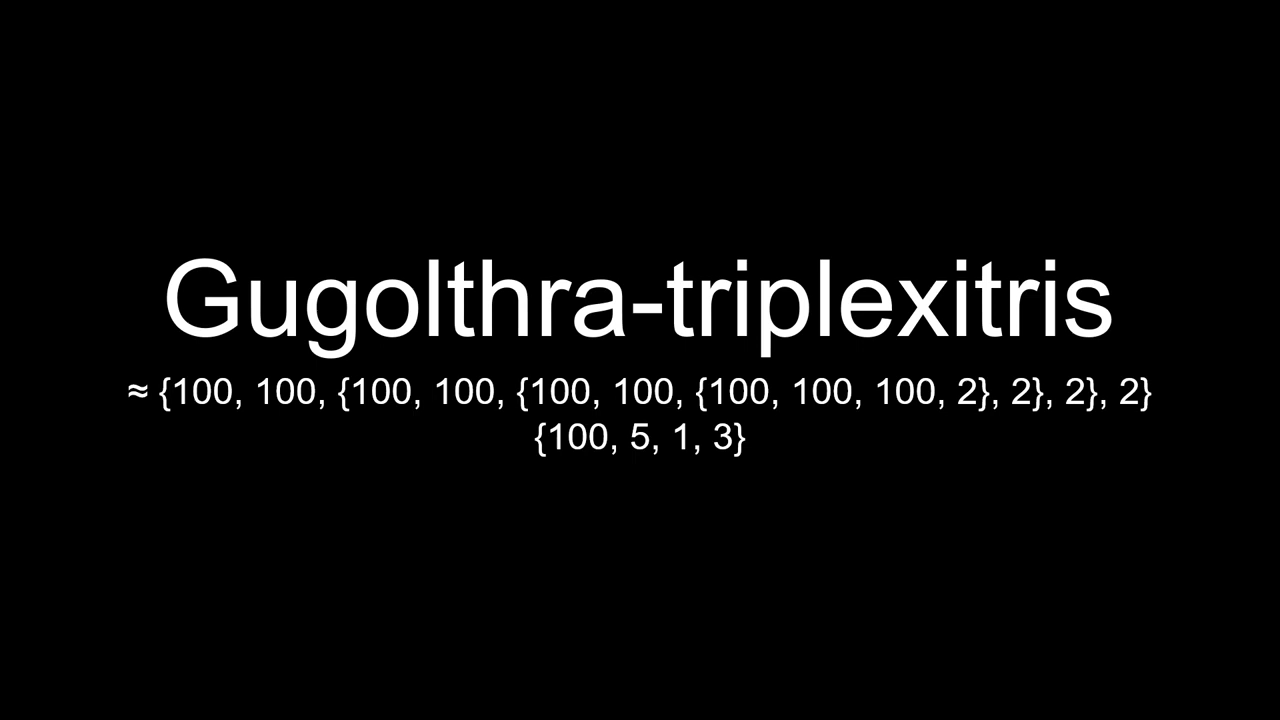 Gugolthra-triplexitris
≈ {100, 100, {100, 100, {100, 100, {100, 100, 100, 2}, 2}, 2}, 2}
{100, 5, 1, 3}